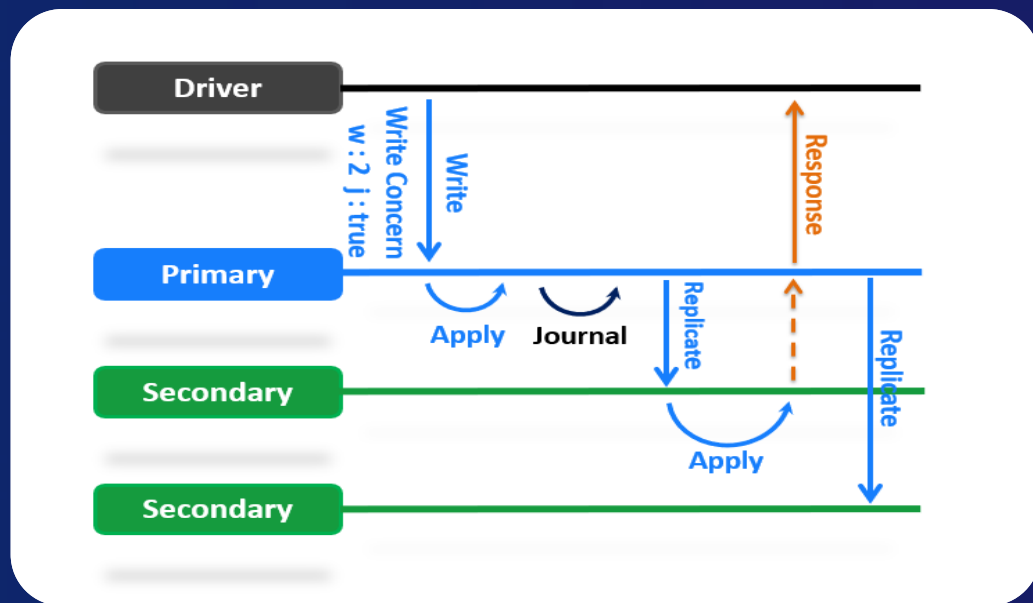 Driver
Write Concern
w : 2 j : true
Write
Response
Primary
Apply
Journal
Replicate
Replicate
Secondary
Apply
Secondary